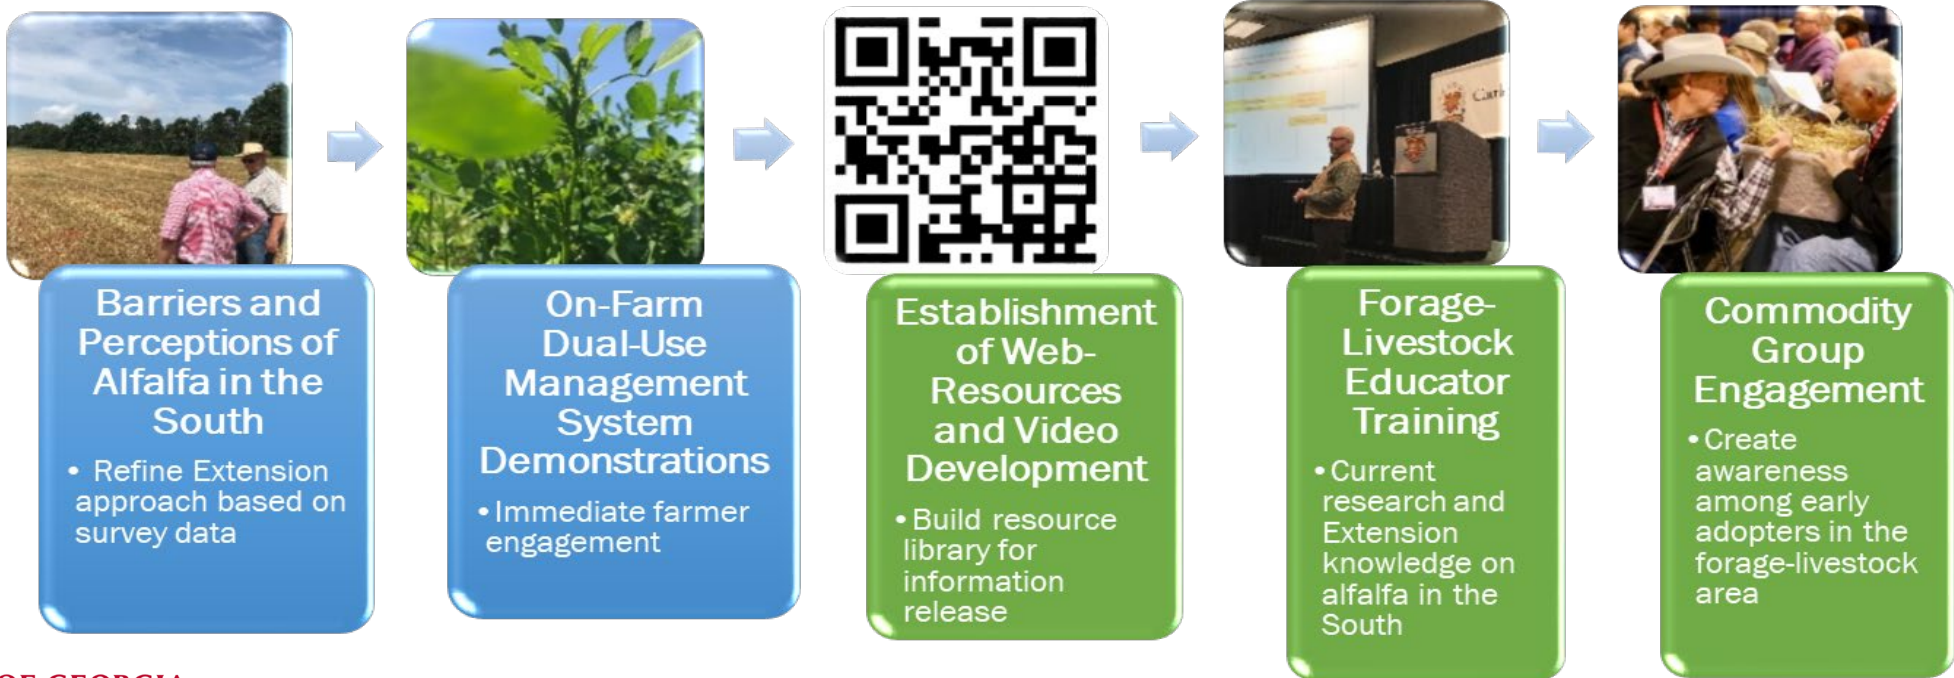 Barriers and
Perceptions of
Alfalfa in the
South
• Refine Extension
approach based on
survey data
On-Farm
Dual-Use
Management
System
Demonstrations
• Immediate farmer
engagement
Establishment
of Web-
Resources
and Video
Development
• Build resource
library for
information
release
Forage-
Livestock
Educator
Training
• Current
research and
Extension
knowledge on
alfalfa in the
South
Commodity
Group
Engagement
• Create
awareness
among early
adopters in the
forage-livestock
area
OF GEORGIA